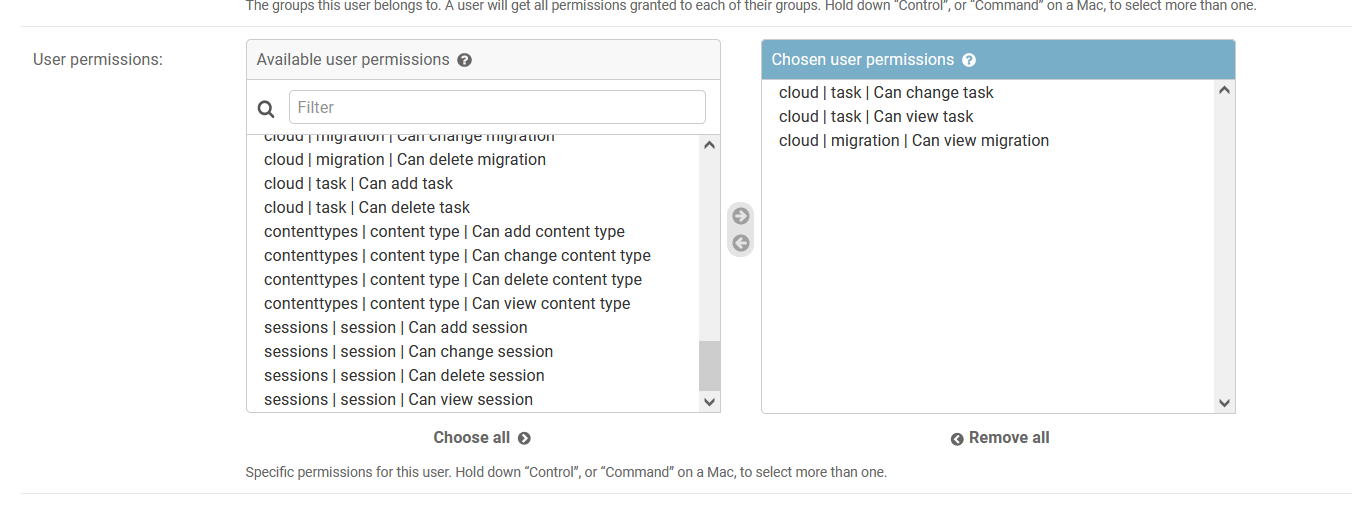 The groups this user belongs to. A user will get all permissions granted to each of their groups. Hold down “Control”, or “Command” on a Mac, to select more than one.
User permissions:
Available user permissions
Filter
cloud | migration | Can change migration
cloud | migration | Can delete migration
cloud | task | Can add task
cloud | task | Can delete task
contenttypes | content type | Can add content type
contenttypes | content type | Can change content type
contenttypes | content type | Can delete content type
contenttypes | content type | Can view content type
sessions | session | Can add session
sessions | session | Can change session
sessions | session | Can delete session
sessions | session | Can view session
Choose all
Chosen user permissions
cloud | task | Can change task
cloud | task | Can view task
cloud | migration | Can view migration
Remove all
Specific permissions for this user. Hold down “Control”, or “Command” on a Mac, to select more than one.